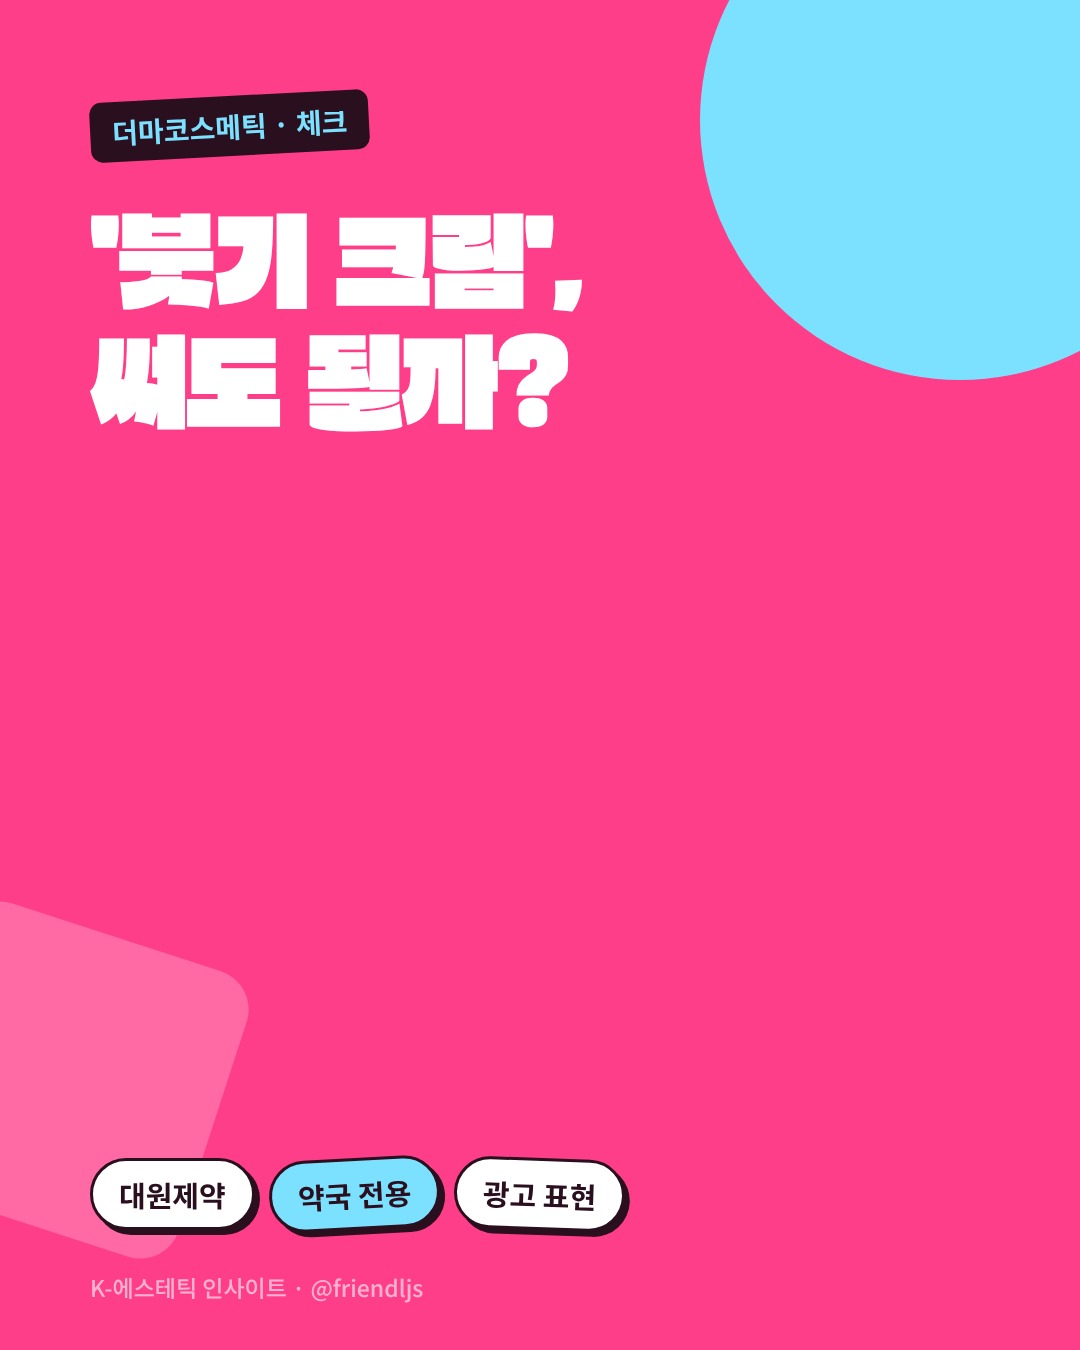 더마코스메틱 · 체크
'붓기 크림',
써도 될까?
대원제약
약국 전용
광고 표현
K-에스테틱 인사이트 · @friendljs